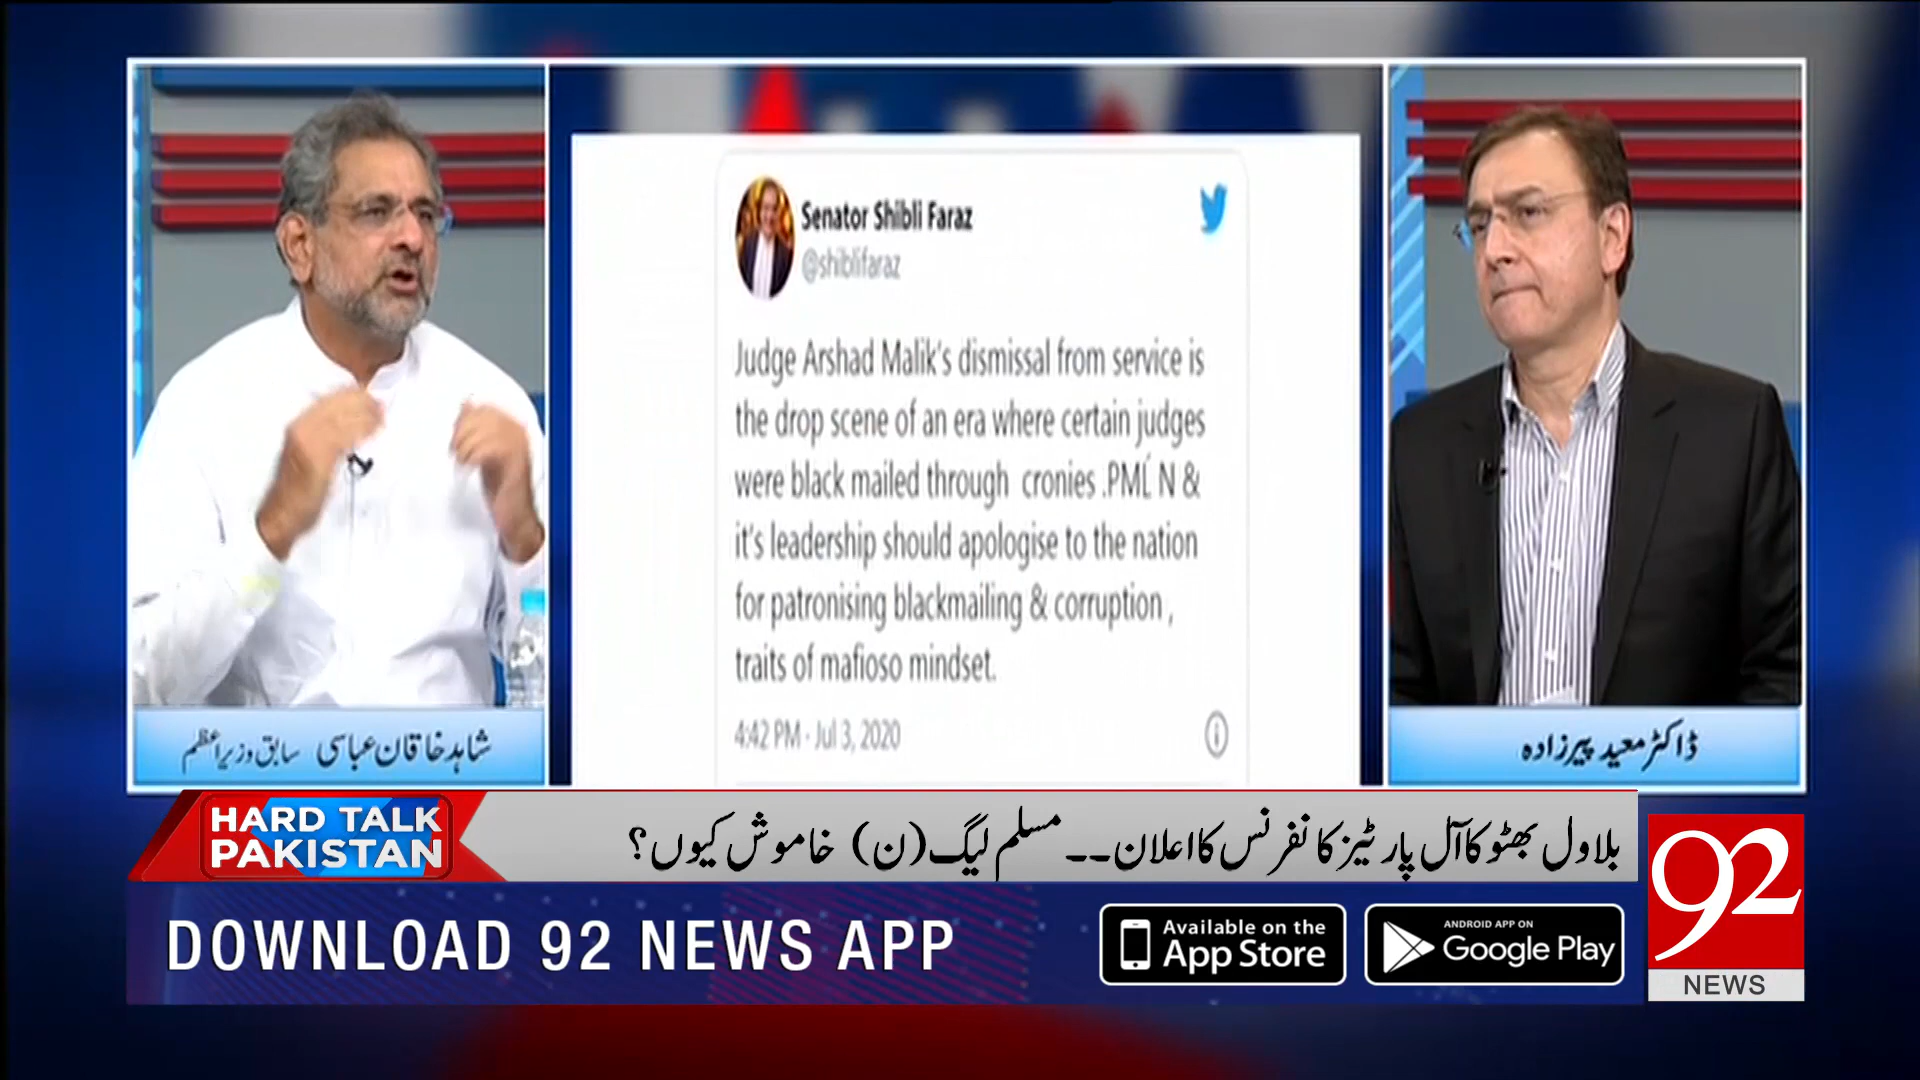 Senator Shibli Faraz
@shiblifaraz
Judge Arshad Malik's dismissal from service is
the drop scene of an era where certain judges
were black mailed through cronies .PMĹ N &
it's leadership should apologise to the nation
for patronising blackmailing & corruption ,
traits of mafioso mindset.
4:42 PM · Jul 3, 2020
شاہد خاقان عباسی سابق وزیر اعظم
ڈاکٹر معید پیرزادہ
HARD TALK
PAKISTAN
بلاول بھٹو کا آل پارٹیز کانفرنس کا اعلان ۔۔ مسلم لیگ (ن) خاموش کیوں؟
DOWNLOAD 92 NEWS APP
Available on the
App Store
ANDROID APP ON
Google Play
92
NEWS